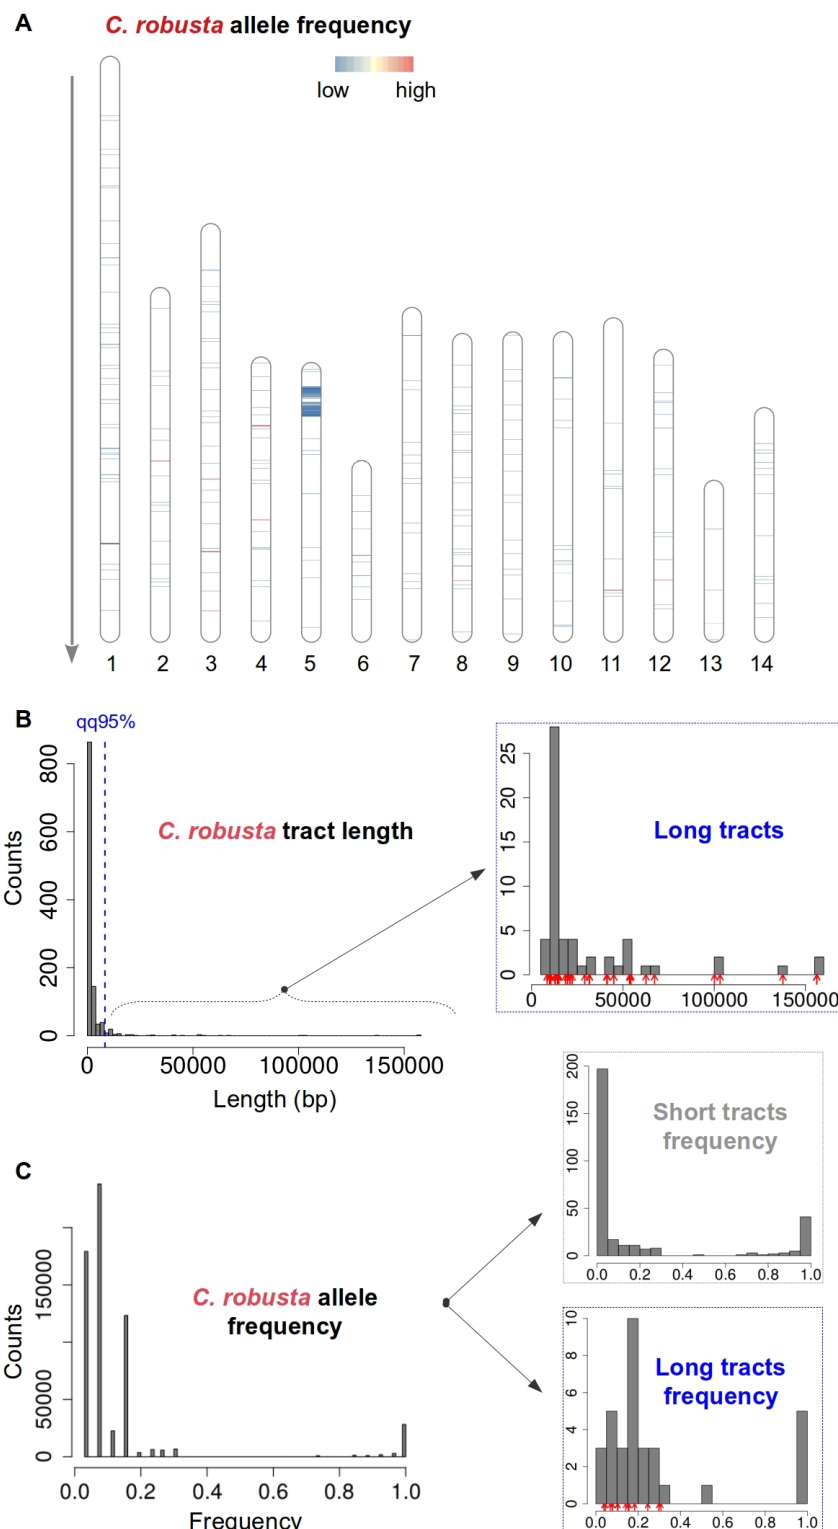 A
C. robusta allele frequency
low high
1 2 3 4 5 6 7 8 9 10 11 12 13 14
B
qq95%
Counts
0 200 400 600 800
C. robusta tract length
0 50000 100000 150000
Length (bp)
Long tracts
0 5 10 15 20 25
0 50000 100000 150000
C
Counts
0 50000 150000
C. robusta allele
frequency
0.0 0.2 0.4 0.6 0.8 1.0
Frequency
Short tracts
frequency
0 50 100 150 200
0.0 0.2 0.4 0.6 0.8 1.0
Long tracts
frequency
0 2 4 6 8 10
0.0 0.2 0.4 0.6 0.8 1.0